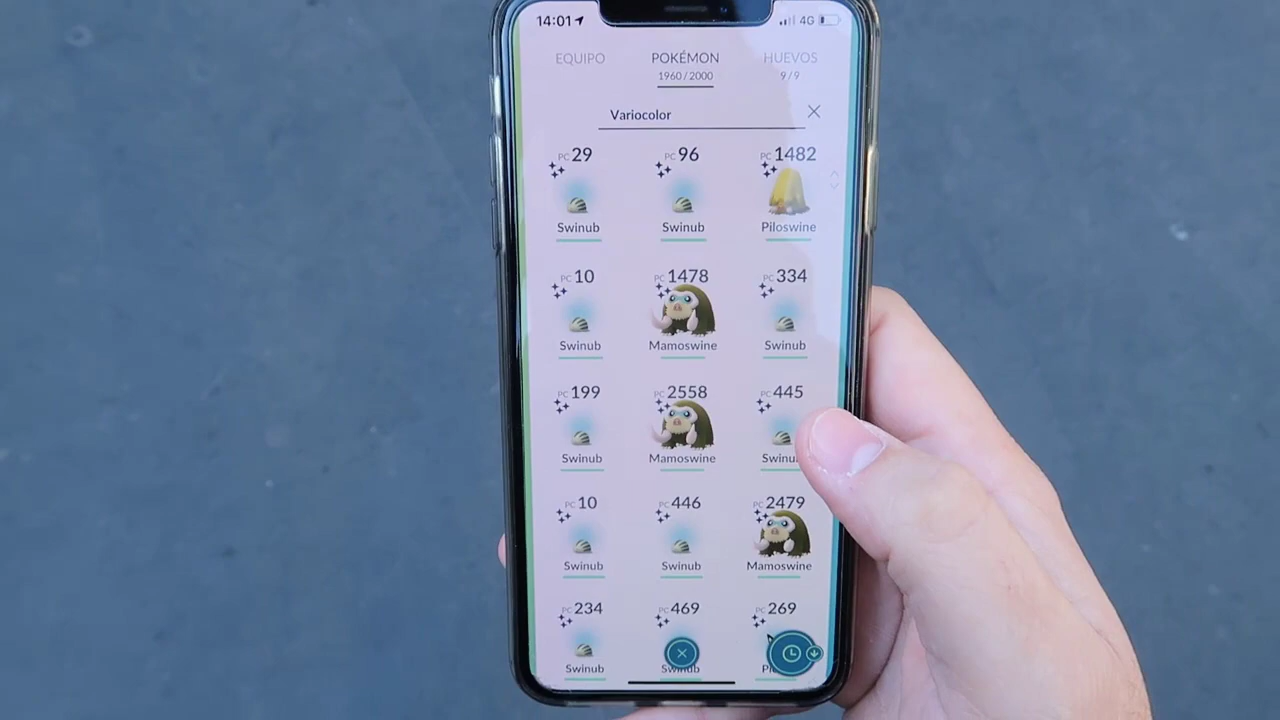 14:01 4G
EQUIPO POKÉMON HUEVOS
1960/2000 9/9
Variocolor
PC 29 PC 96 PC 1482
Swinub Swinub Piloswine
PC 10 PC 1478 PC 334
Swinub Mamoswine Swinub
PC 199 PC 2558 PC 445
Swinub Mamoswine
PC 10 PC 446 PC 2479
Swinub Swinub Mamoswine
PC 234 PC 469 PC 269
Swinub Swinub